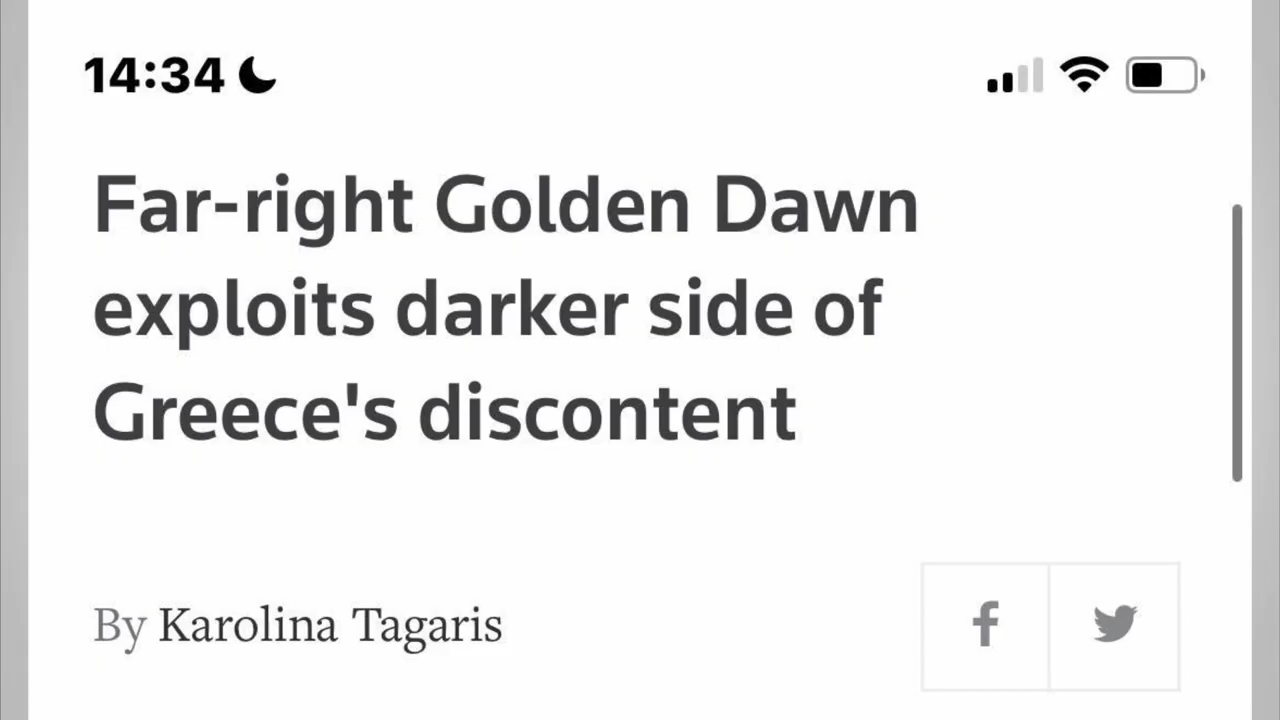 14:34
Far-right Golden Dawn
exploits darker side of
Greece's discontent
By Karolina Tagaris